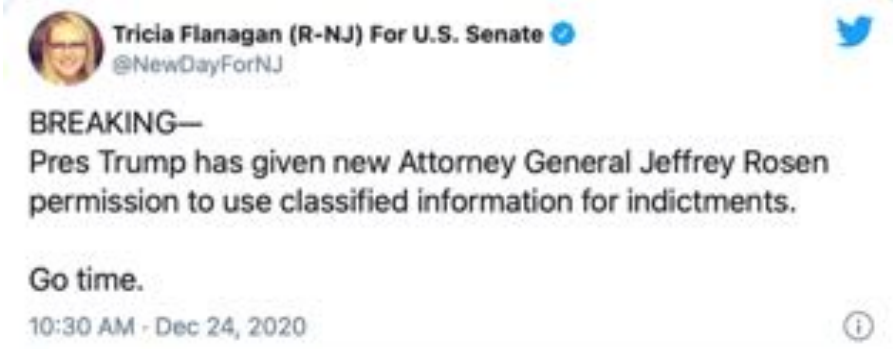 Tricia Flanagan (R-NJ) For U.S. Senate
@NewDayForNJ
BREAKING—
Pres Trump has given new Attorney General Jeffrey Rosen
permission to use classified information for indictments.
Go time.
10:30 AM · Dec 24, 2020